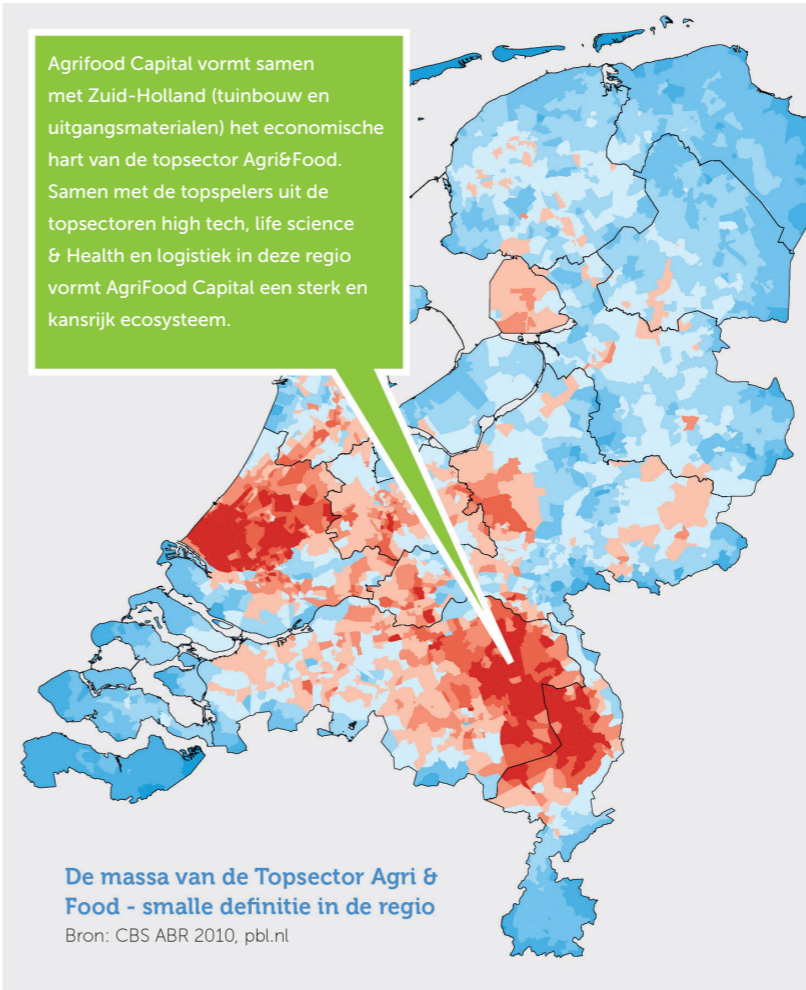 Agrifood Capital vormt samen
met Zuid-Holland (tuinbouw en
uitgangsmaterialen) het economische
hart van de topsector Agri&Food.
Samen met de topspelers uit de
topsectoren high tech, life science
& Health en logistiek in deze regio
vormt AgriFood Capital een sterk en
kansrijk ecosysteem.
De massa van de Topsector Agri &
Food - smalle definitie in de regio
Bron: CBS ABR 2010, pbl.nl